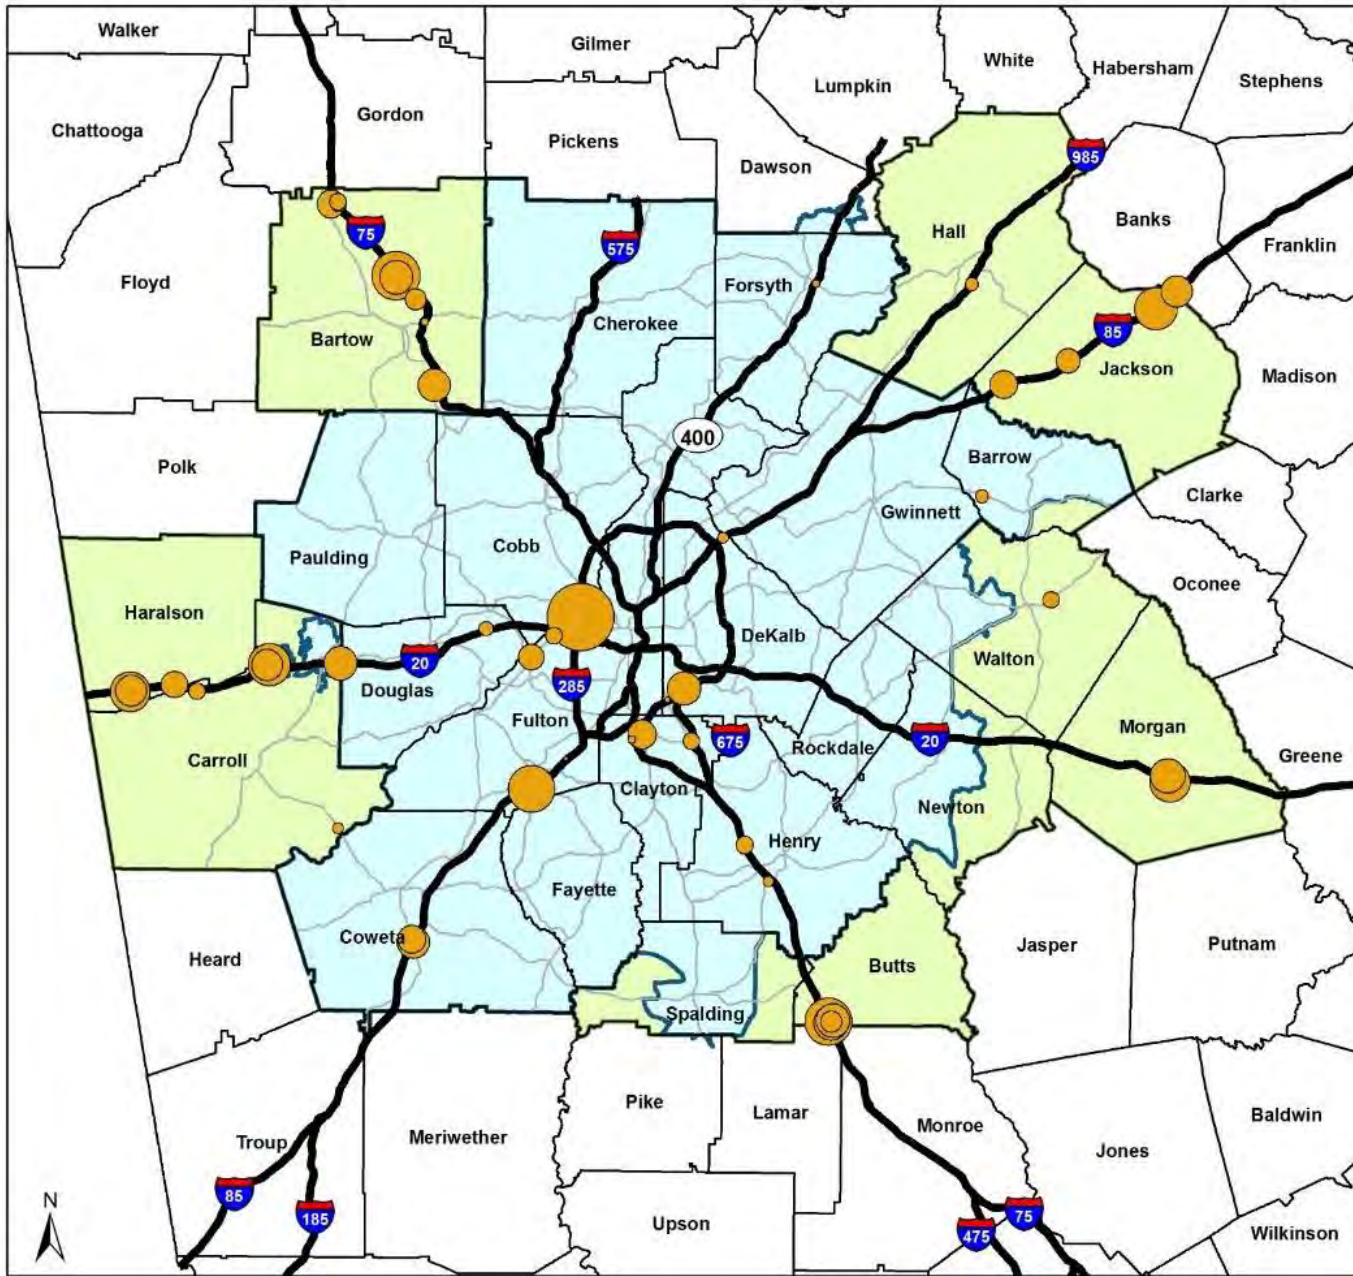 Walker
Gilmer
White
Habersham
Stephens
Lumpkin
Gordon
Chattooga
Pickens
Dawson
985
Banks
Franklin
Hall
75
575
Floyd
Forsyth
Cherokee
85
Bartow
Jackson
Madison
400
Polk
Barrow
Clarke
Gwinnett
Cobb
Paulding
Oconee
Haralson
DeKalb
Walton
20
Douglas
285
Fulton
Morgan
675
20
Rockdale
Greene
Carroll
Clayton
Newton
Henry
Fayette
Coweta
Heard
Jasper
Putnam
Butts
Spalding
Pike
Lamar
Baldwin
Monroe
Meriwether
Troup
Jones
85
N
185
Upson
75
475
Wilkinson